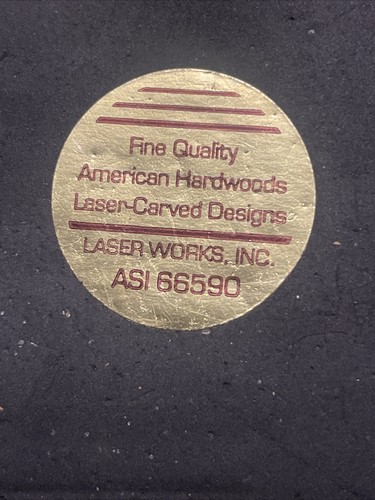 Fine Quality
American Hardwoods
Laser-Carved Designs
LASER WORKS, INC.
ASI 66590